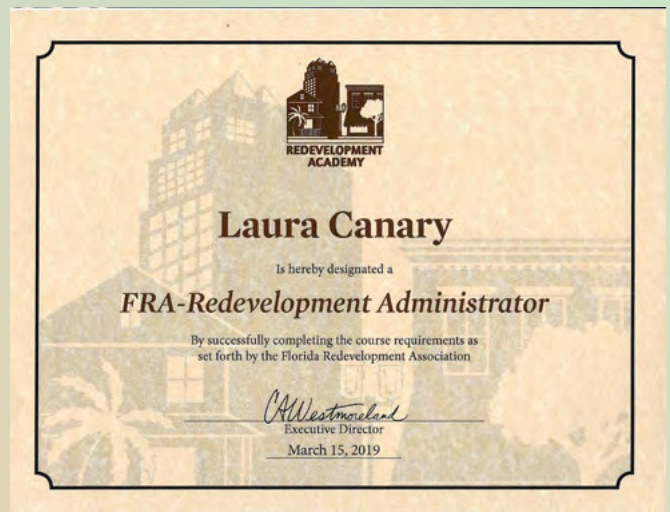 REDEVELOPMENT
ACADEMY
Laura Canary
Is hereby designated a
FRA-Redevelopment Administrator
By successfully completing the course requirements as
set forth by the Florida Redevelopment Association
CAWestmoreland
Executive Director
March 15, 2019